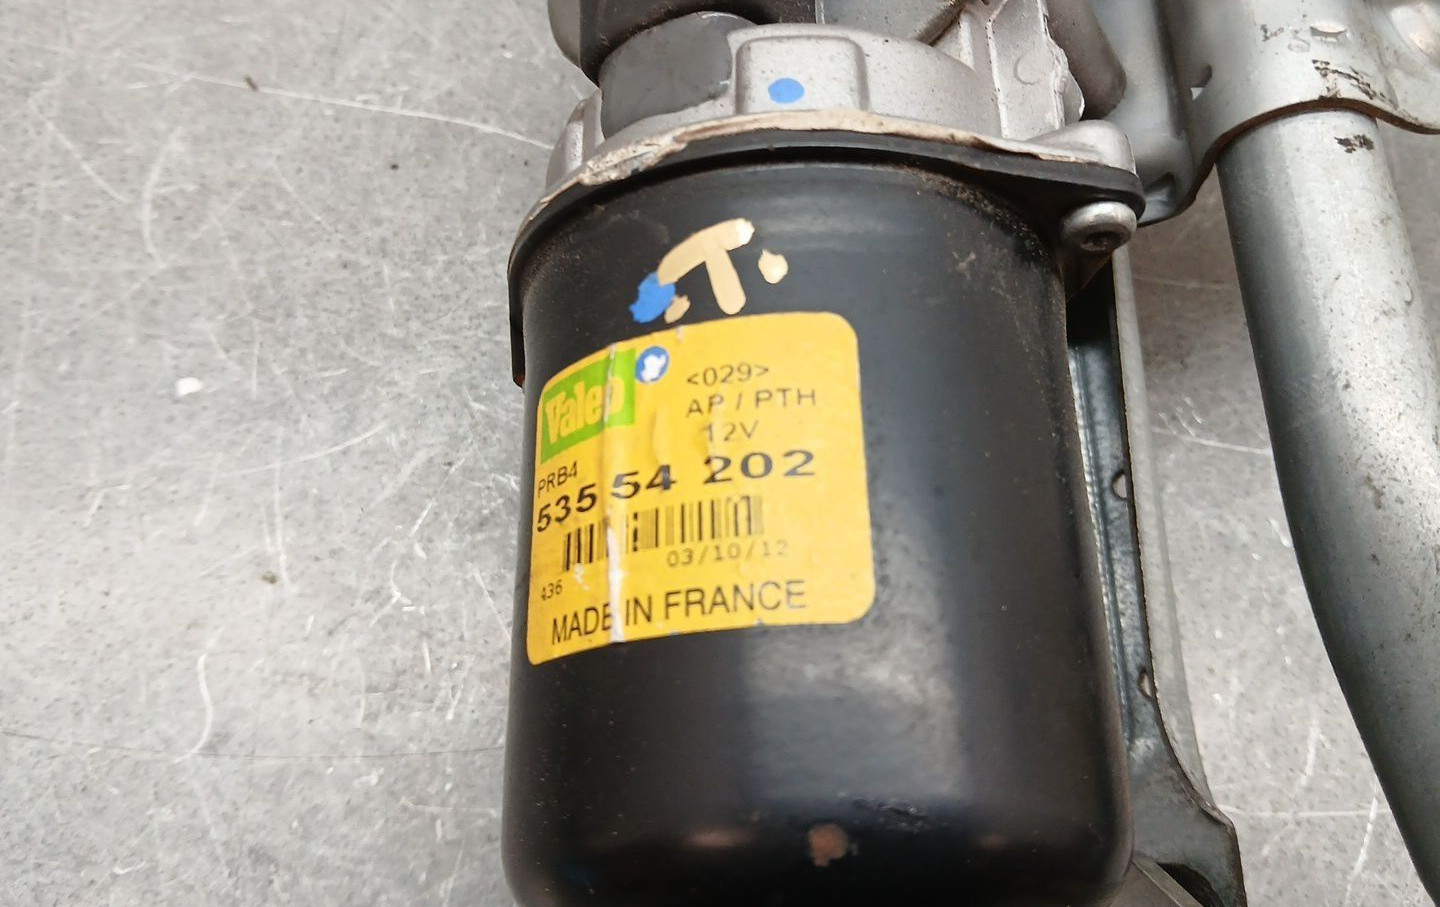 T.
Valeo
<029>
AP / PTH
12V
PRB4
535 54 202
03/10/12
436
MADE IN FRANCE